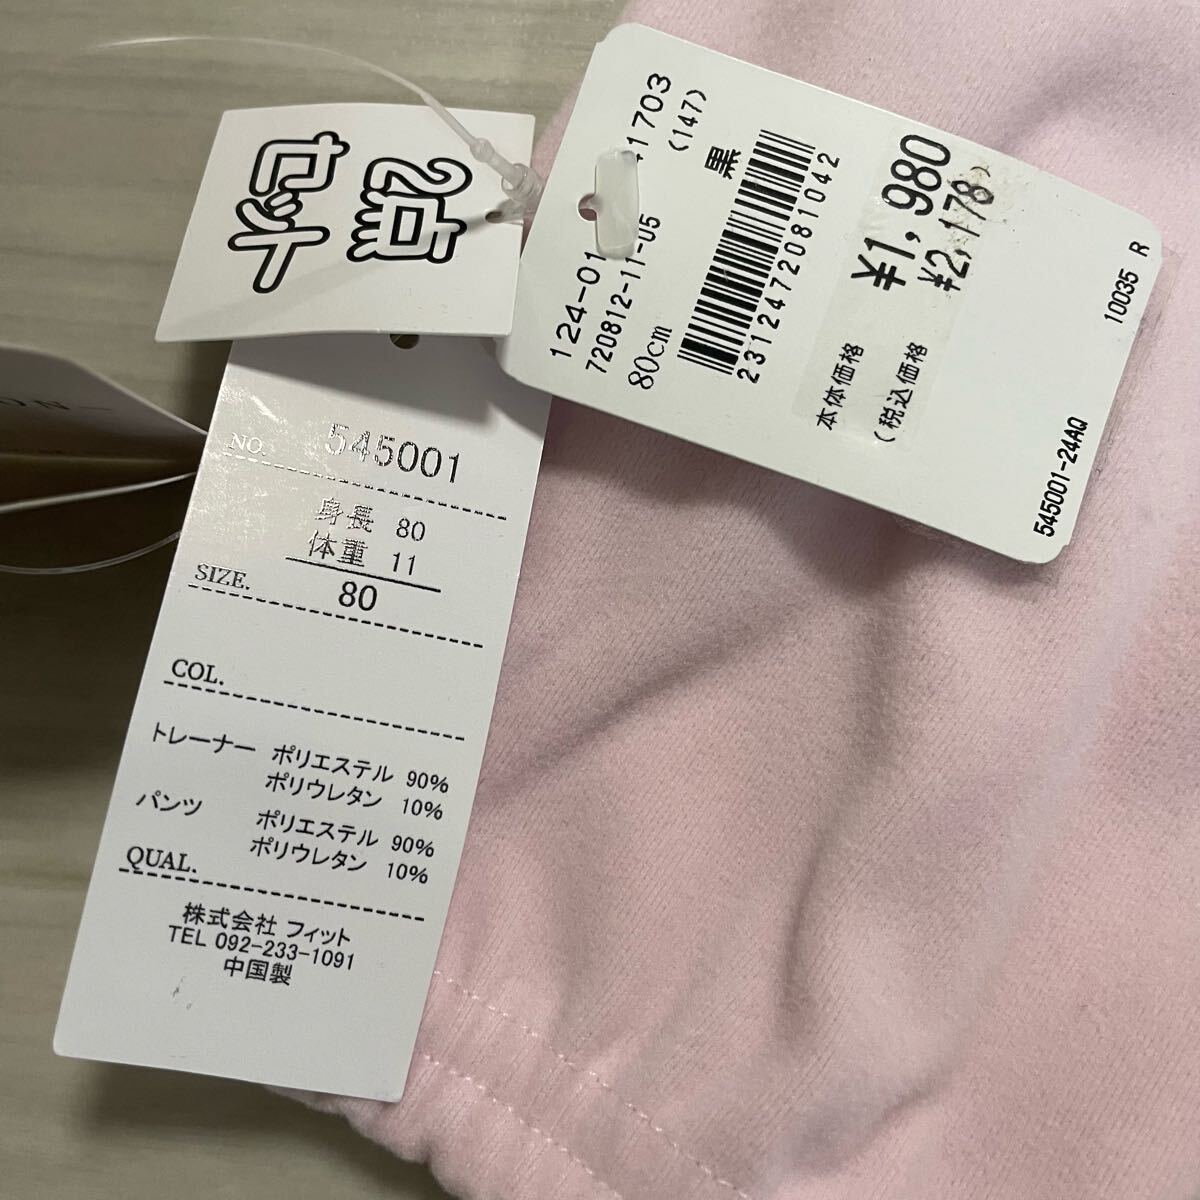 2点
セット
124-01
1703
(147)
720812-11-05
黒
80cm
2312472081042
本体価格 ¥1,980
(税込価格 ¥2,178)
10035 R
545001-24AQ
NO. 545001
身長 80
体重 11
SIZE. 80
COL.
トレーナー ポリエステル 90%
ポリウレタン 10%
パンツ ポリエステル 90%
ポリウレタン 10%
QUAL.
株式会社 フィット
TEL 092-233-1091
中国製
ON –